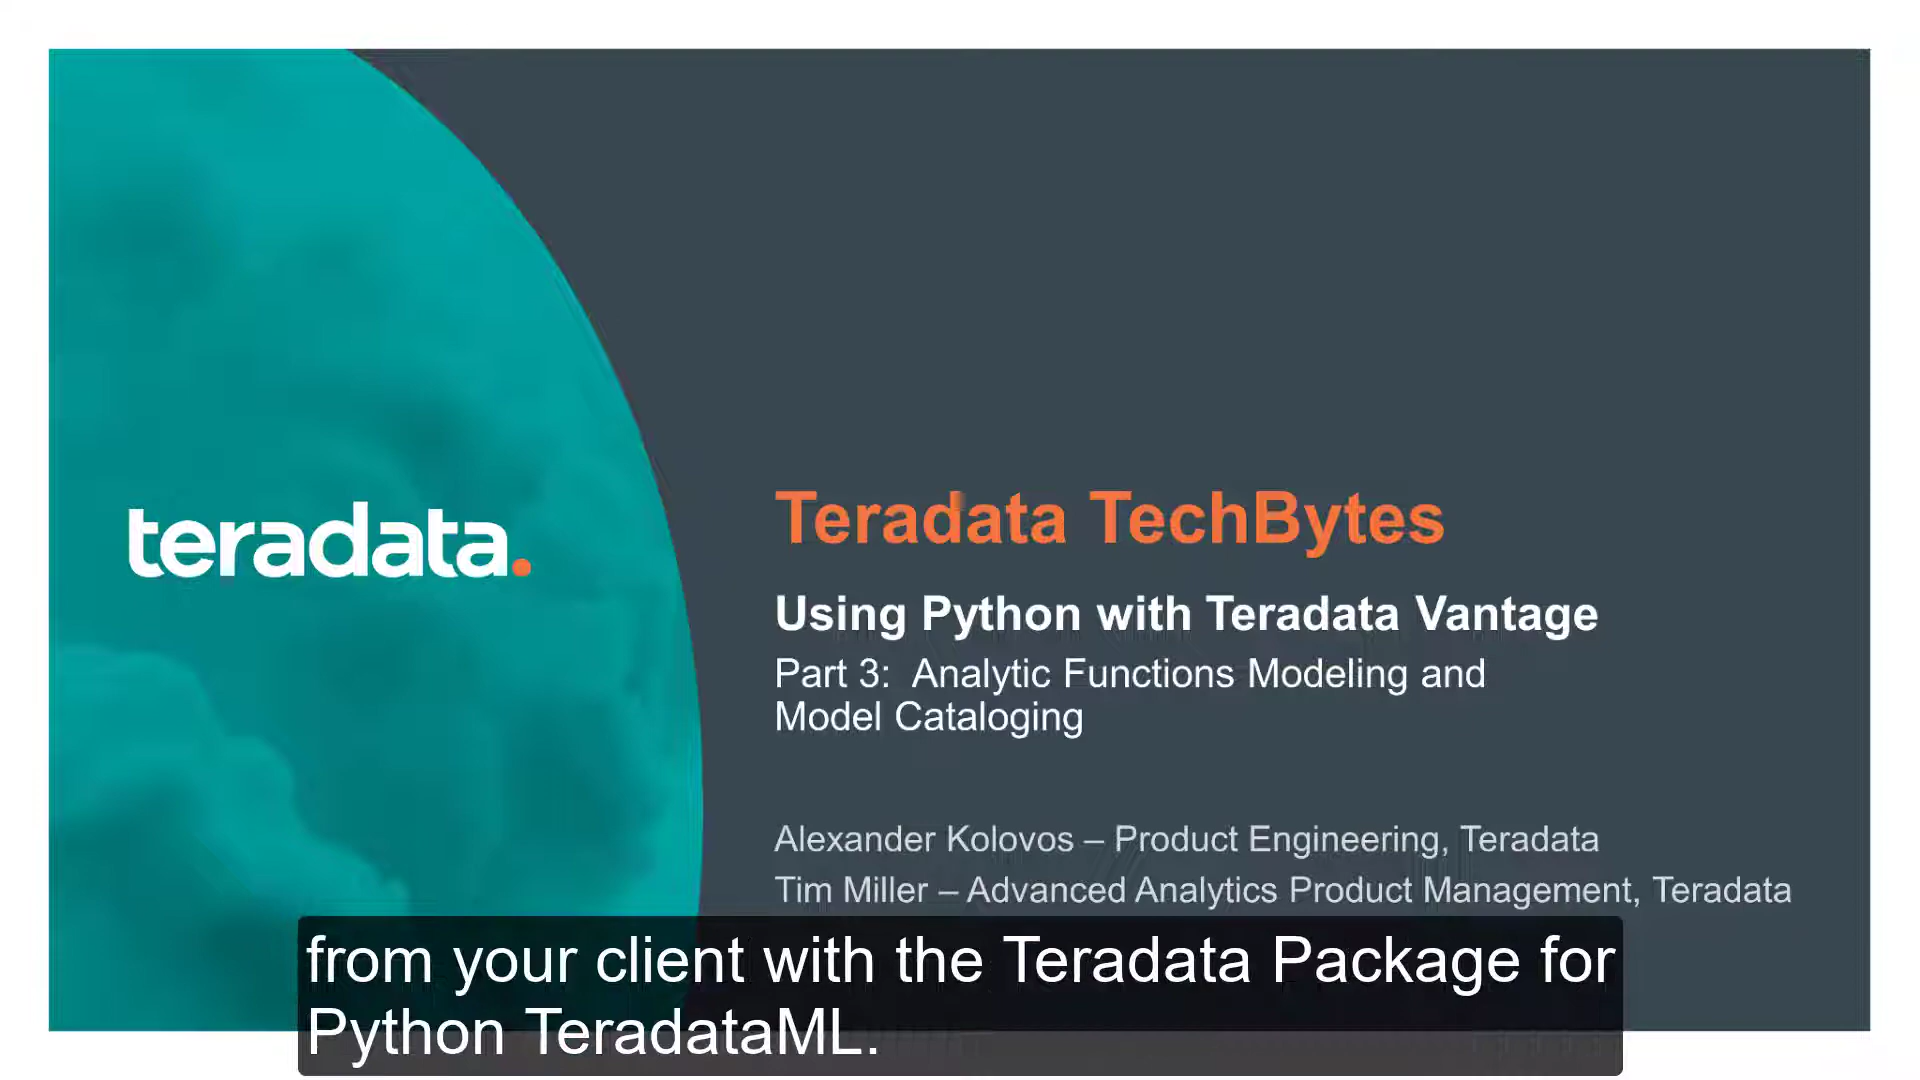 teradata.
Teradata TechBytes
Using Python with Teradata Vantage
Part 3: Analytic Functions Modeling and
Model Cataloging
Alexander Kolovos – Product Engineering, Teradata
Tim Miller – Advanced Analytics Product Management, Teradata
from your client with the Teradata Package for
Python TeradataML.